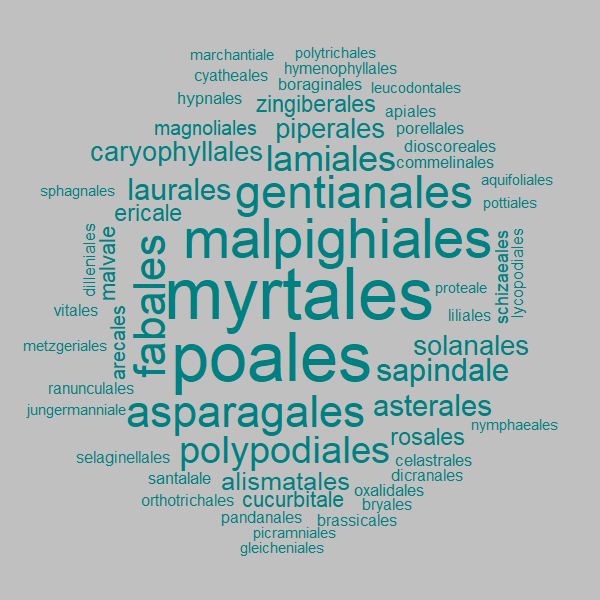 marchantiale
polytrichales
cyatheales
hymenophyllales
boraginales
leucodontales
hypnales
zingiberales
apiales
magnoliales
piperales
porellales
caryophyllales
lamiales
dioscoreales
commelinales
sphagnales
laurales
gentianales
aquifoliales
ericale
pottiales
dilleniales
malvale
fabales
malpighiales
schizaeales
lycopodiales
myrtales
proteale
vitales
liliales
metzgeriales
arecales
poales
solanales
sapindale
ranunculales
jungermanniale
asparagales
asterales
nymphaeales
rosales
selaginellales
polypodiales
celastrales
santalale
alismatales
dicranales
orthotrichales
cucurbitale
oxalidales
bryales
pandanales
brassicales
picramniales
gleicheniales